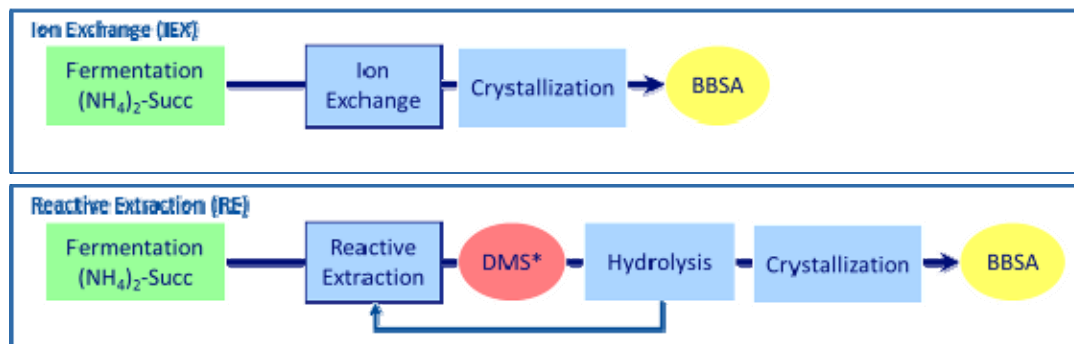 Ion Exchange (IEX)
Fermentation
(NH₄)₂-Succ
Ion
Exchange
Crystallization
BBSA
Reactive Extraction (RE)
Fermentation
(NH₄)₂-Succ
Reactive
Extraction
DMS*
Hydrolysis
Crystallization
BBSA